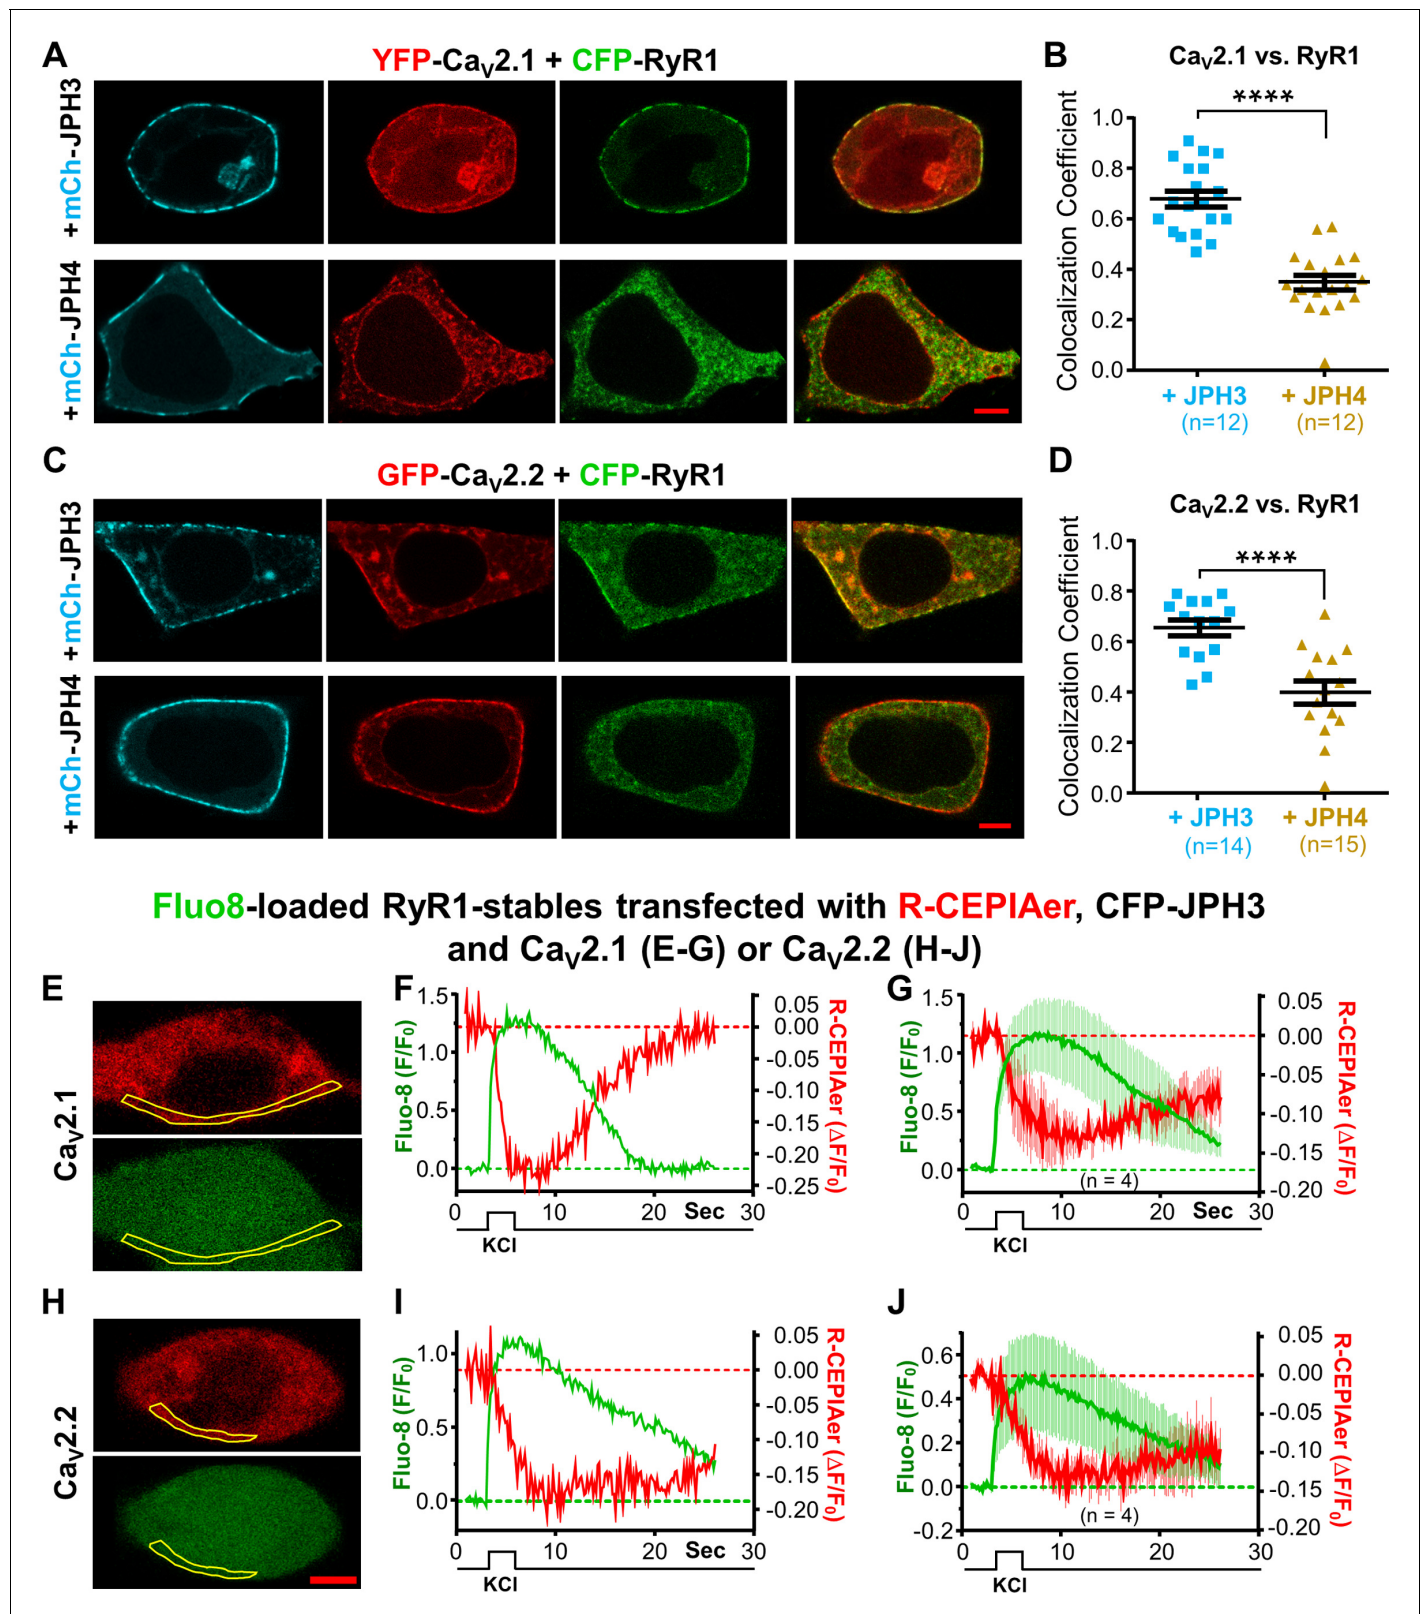 A
YFP-CaV2.1 + CFP-RyR1
+mCh-JPH3
+mCh-JPH4
B
CaV2.1 vs. RyR1
****
Colocalization Coefficient
1.0
0.8
0.6
0.4
0.2
0.0
+ JPH3
(n=12)
+ JPH4
(n=12)
C
GFP-CaV2.2 + CFP-RyR1
+mCh-JPH3
+mCh-JPH4
D
CaV2.2 vs. RyR1
****
Colocalization Coefficient
1.0
0.8
0.6
0.4
0.2
0.0
+ JPH3
(n=14)
+ JPH4
(n=15)
Fluo8-loaded RyR1-stables transfected with R-CEPIAer, CFP-JPH3
and CaV2.1 (E-G) or CaV2.2 (H-J)
E
CaV2.1
F
Fluo-8 (F/F0)
1.5
1.0
0.5
0.0
0.05
0.00
-0.05
-0.10
-0.15
-0.20
-0.25
R-CEPIAer (ΔF/F0)
0
10
20
Sec
30
KCl
G
Fluo-8 (F/F0)
1.5
1.0
0.5
0.0
0.05
0.00
-0.05
-0.10
-0.15
-0.20
R-CEPIAer (ΔF/F0)
(n = 4)
0
10
20
Sec
30
KCl
H
CaV2.2
I
Fluo-8 (F/F0)
1.0
0.5
0.0
0.05
0.00
-0.05
-0.10
-0.15
-0.20
R-CEPIAer (ΔF/F0)
0
10
20
Sec
30
KCl
J
Fluo-8 (F/F0)
0.6
0.4
0.2
0.0
-0.2
0.05
0.00
-0.05
-0.10
-0.15
-0.20
R-CEPIAer (ΔF/F0)
(n = 4)
0
10
20
Sec
30
KCl